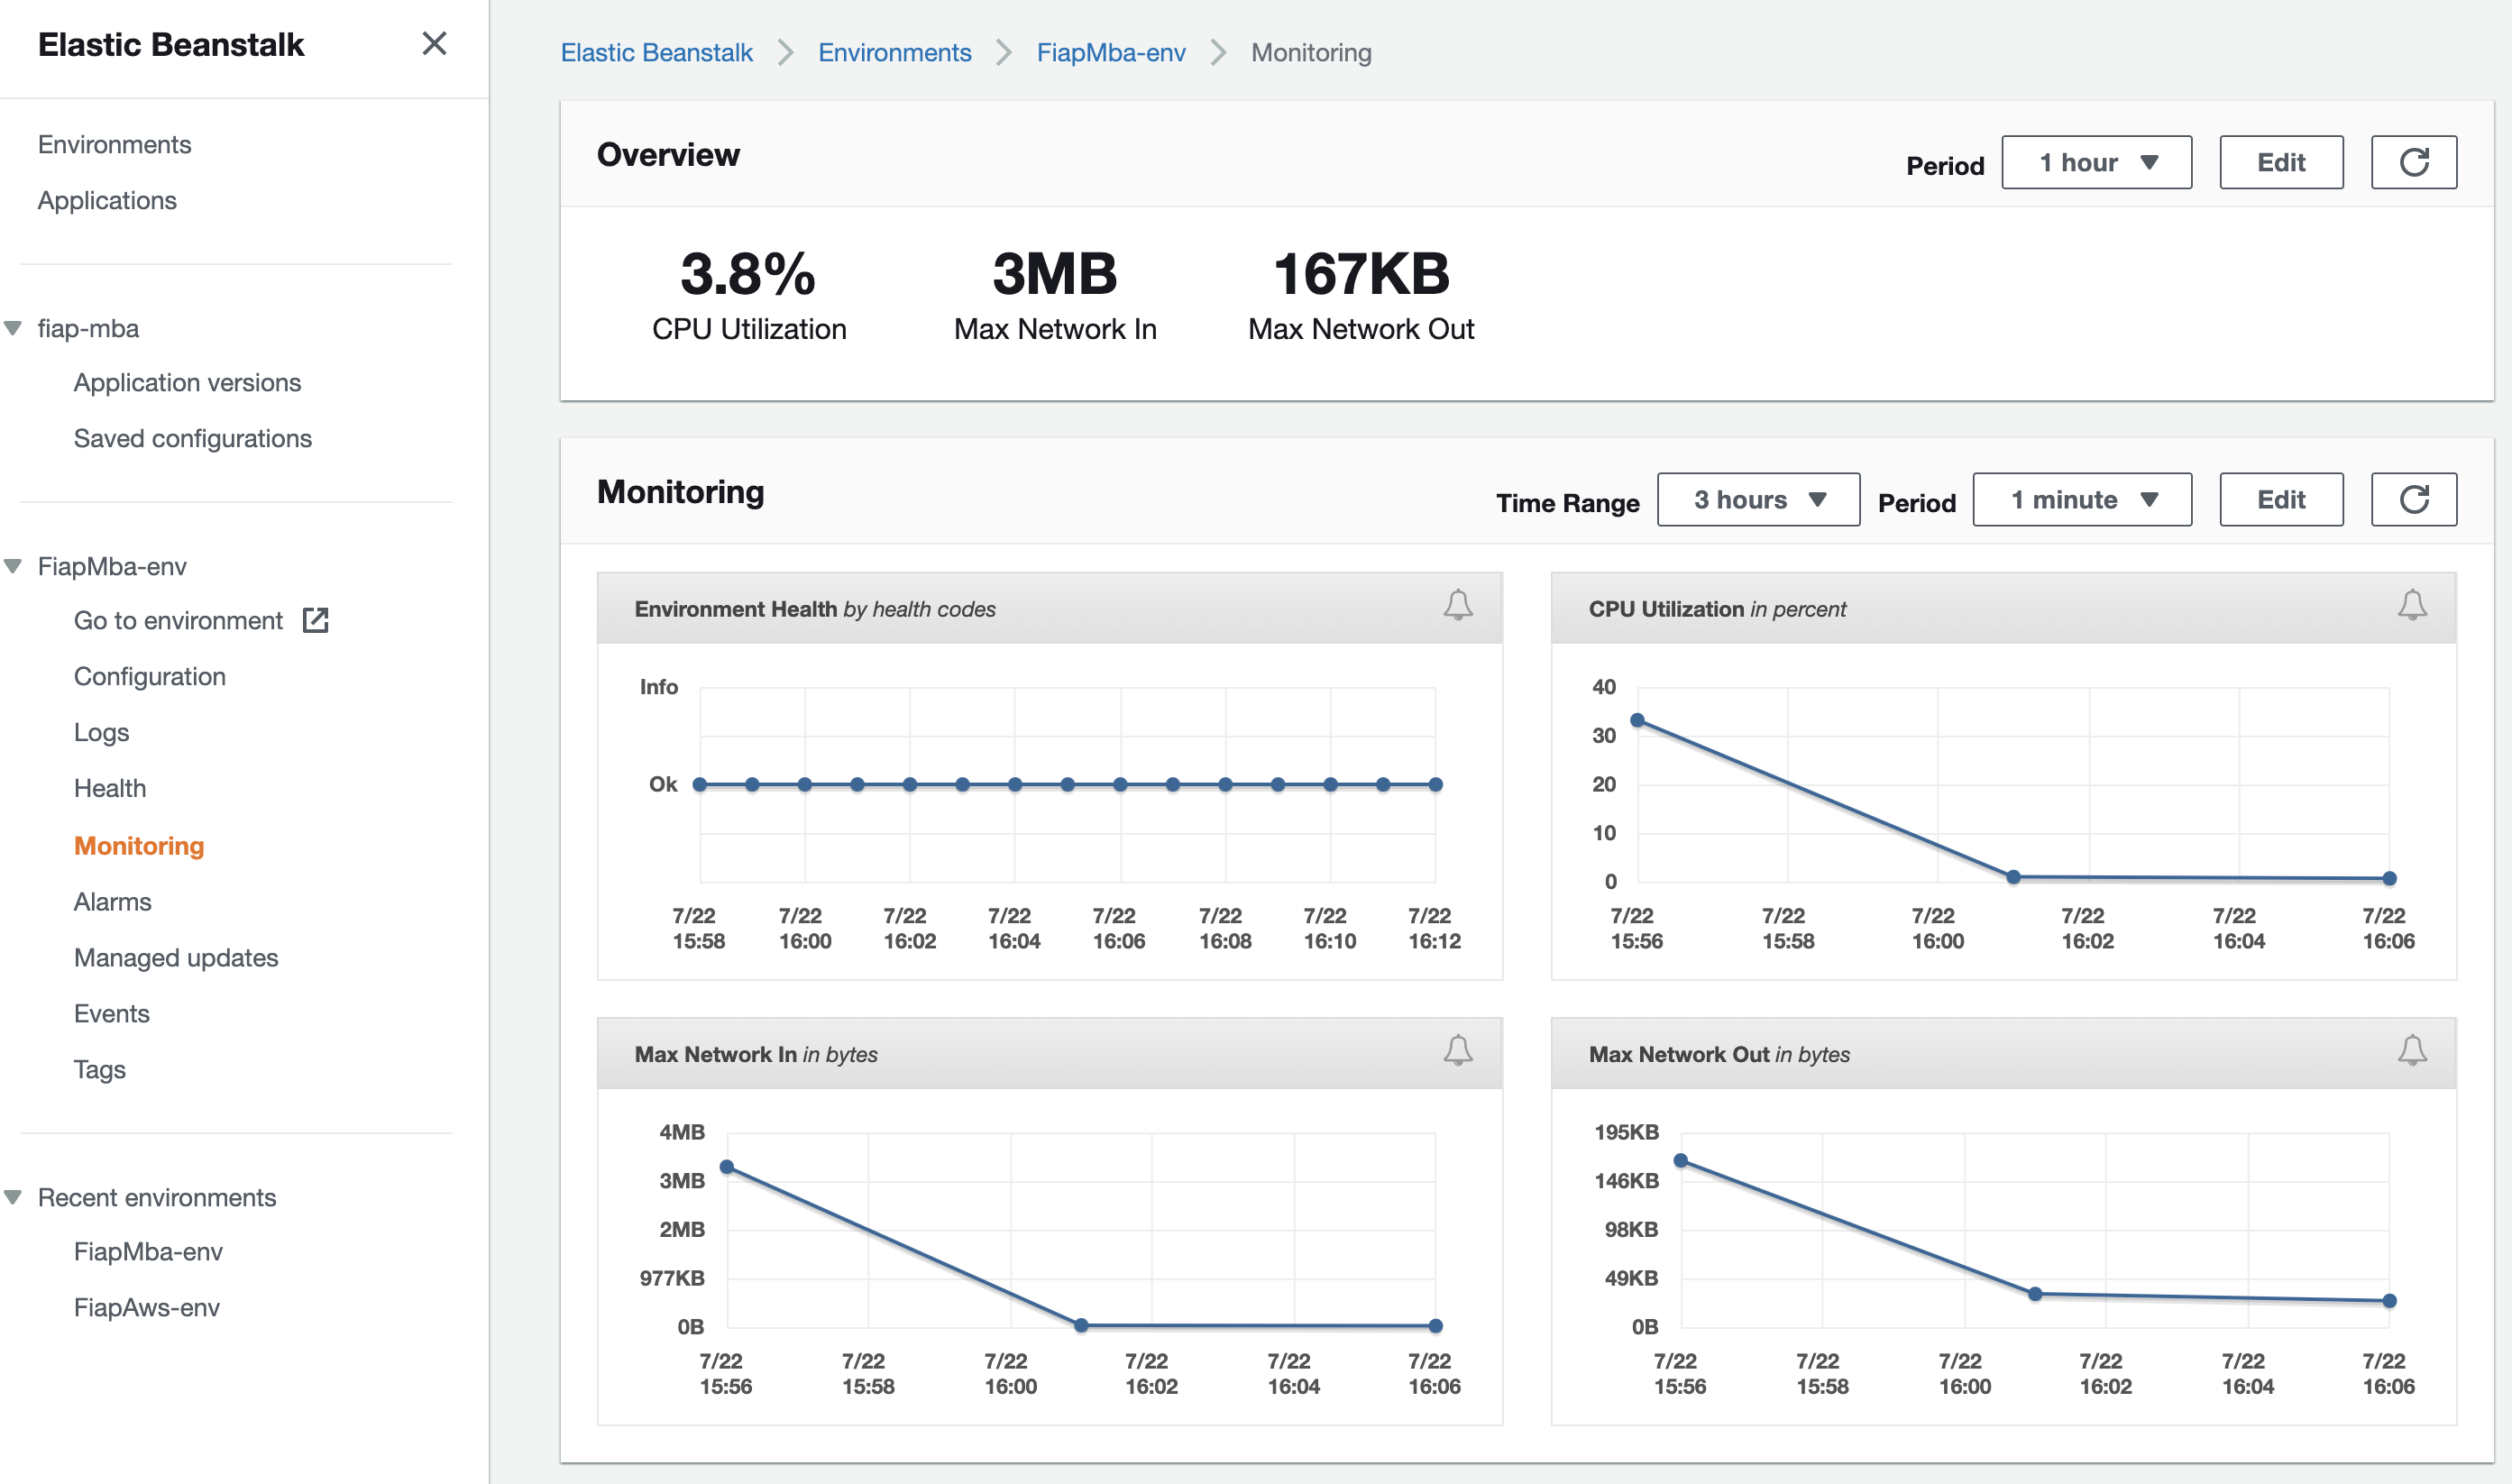 Elastic Beanstalk
Environments
Applications
fiap-mba
Application versions
Saved configurations
FiapMba-env
Go to environment
Configuration
Logs
Health
Monitoring
Alarms
Managed updates
Events
Tags
Recent environments
FiapMba-env
FiapAws-env
Elastic Beanstalk Environments FiapMba-env Monitoring
Overview
Period 1 hour Edit
3.8% 3MB 167KB
CPU Utilization Max Network In Max Network Out
Monitoring
Time Range 3 hours Period 1 minute Edit
Environment Health by health codes
Info
Ok
7/22 7/22 7/22 7/22 7/22 7/22 7/22 7/22
15:58 16:00 16:02 16:04 16:06 16:08 16:10 16:12
CPU Utilization in percent
40
30
20
10
0
7/22 7/22 7/22 7/22 7/22 7/22
15:56 15:58 16:00 16:02 16:04 16:06
Max Network In in bytes
4MB
3MB
2MB
977KB
0B
7/22 7/22 7/22 7/22 7/22 7/22
15:56 15:58 16:00 16:02 16:04 16:06
Max Network Out in bytes
195KB
146KB
98KB
49KB
0B
7/22 7/22 7/22 7/22 7/22 7/22
15:56 15:58 16:00 16:02 16:04 16:06